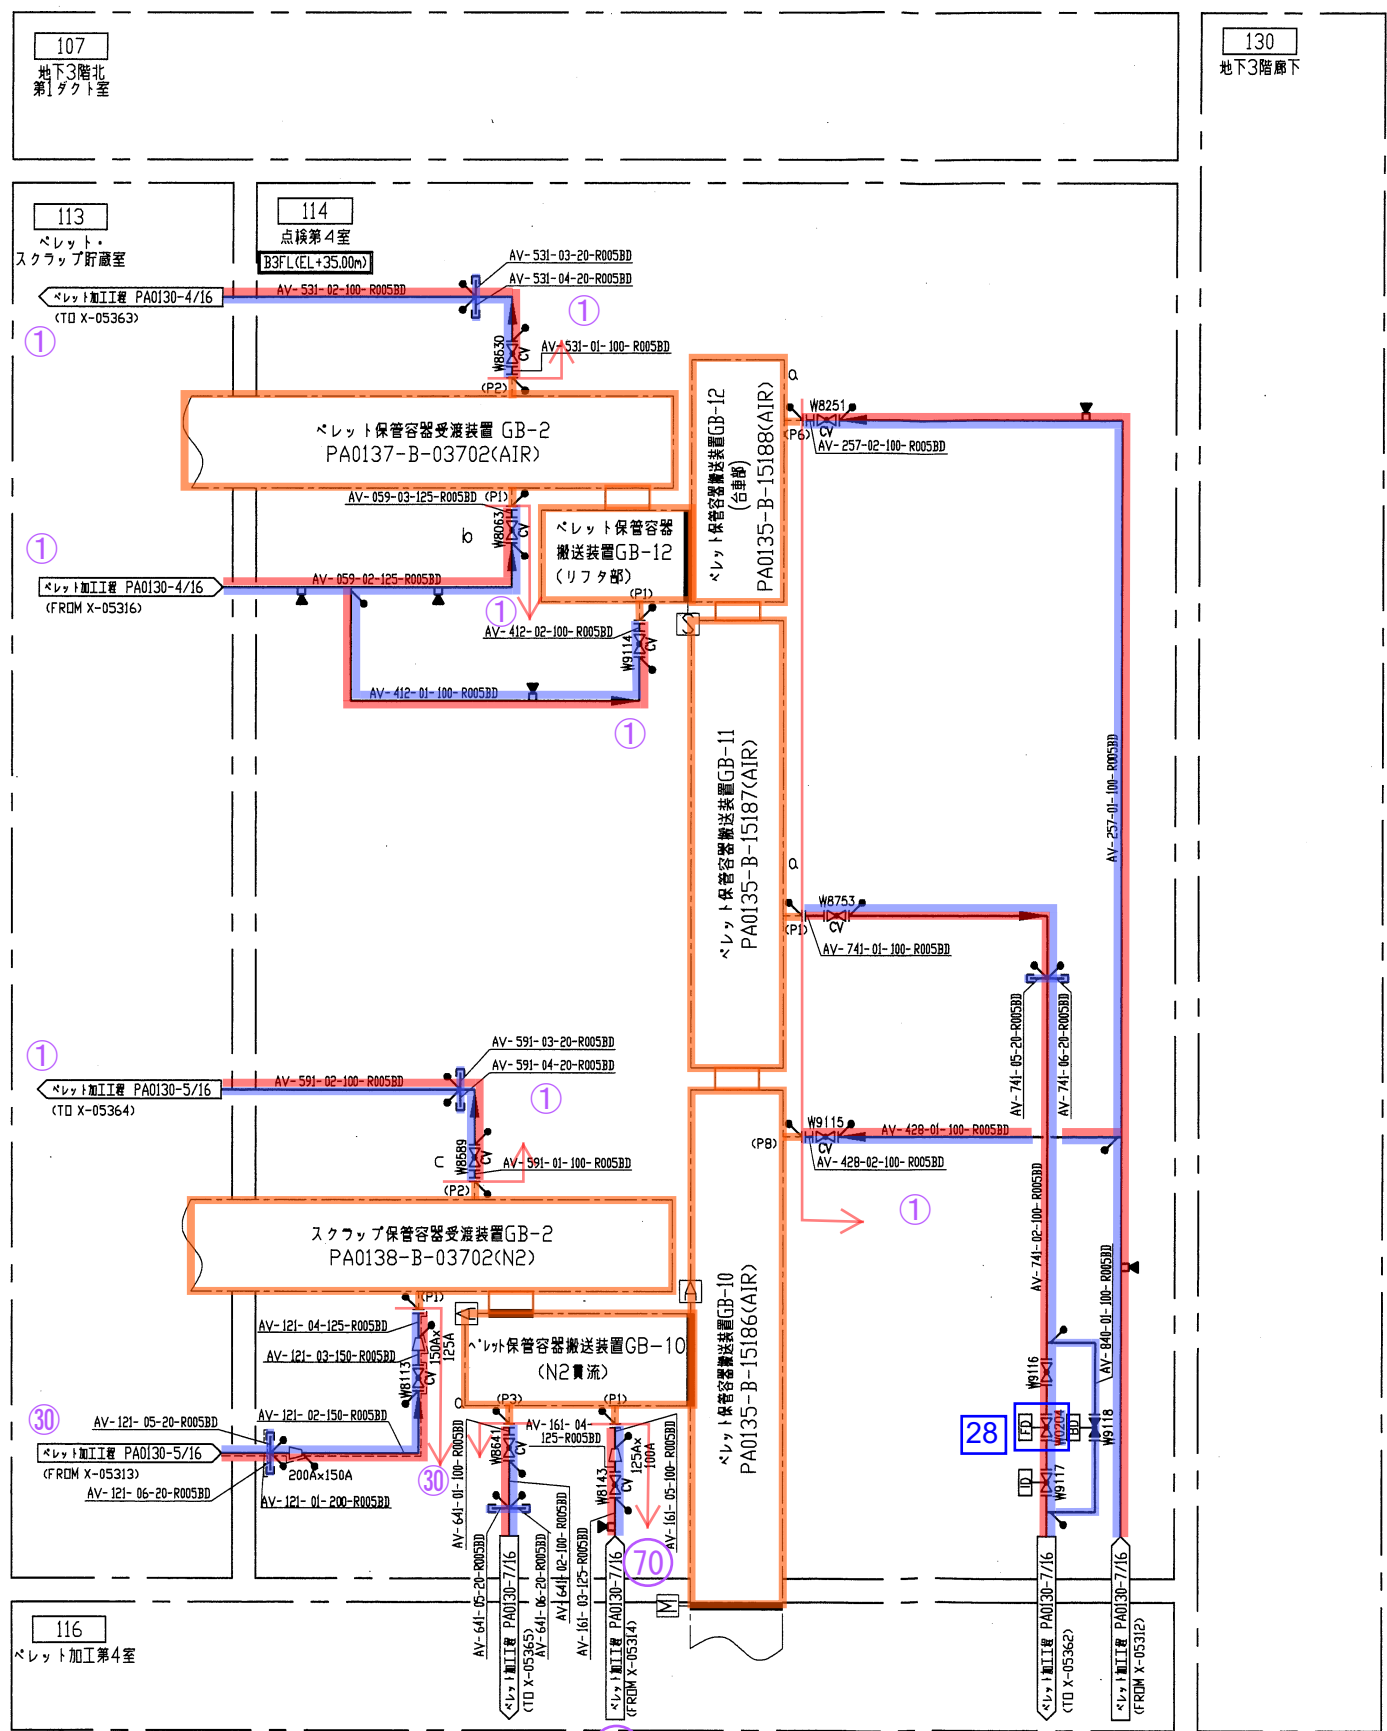 107
地下3階北
第1ダクト室
130
地下3階廊下
113
ペレット・
スクラップ貯蔵室
114
点検第4室
B3FL(EL+35.00m)
AV-531-03-20-R005BD
AV-531-04-20-R005BD
AV-531-02-100-R005BD
ペレット加工工程 PA0130-4/16
(TO X-05363)
①
①
W8630
CV
AV-531-01-100-R005BD
(P2)
ペレット保管容器受渡装置 GB-2
PA0137-B-03702(AIR)
AV-059-03-125-R005BD (P1)
b
W8063
CV
①
ペレット加工工程 PA0130-4/16
(FROM X-05316)
AV-059-02-125-R005BD
①
ペレット保管容器
搬送装置GB-12
(リフタ部)
(P1)
AV-412-02-100-R005BD
W9114
CV
AV-412-01-100-R005BD
①
S
ペレット保管容器搬送装置GB-12
(台車部)
PA0135-B-15188(AIR)
a
W8251
CV
(P6)
AV-257-02-100-R005BD
AV-257-01-100-R005BD
ペレット保管容器搬送装置GB-11
PA0135-B-15187(AIR)
a
W8753
CV
(P1)
AV-741-01-100-R005BD
AV-741-05-20-R005BD
AV-741-06-20-R005BD
①
ペレット加工工程 PA0130-5/16
(TO X-05364)
AV-591-02-100-R005BD
AV-591-03-20-R005BD
AV-591-04-20-R005BD
①
c
W8689
CV
AV-591-01-100-R005BD
(P2)
(P8)
W9115
CV
AV-428-01-100-R005BD
AV-428-02-100-R005BD
①
AV-741-02-100-R005BD
AV-840-01-100-R005BD
スクラップ保管容器受渡装置GB-2
PA0138-B-03702(N2)
(P1)
A
A
ペレット保管容器搬送装置GB-10
(N2貫流)
a
(P3)
(P1)
ペレット保管容器搬送装置GB-10
PA0135-B-15186(AIR)
AV-121-04-125-R005BD
150A×
125A
AV-121-03-150-R005BD
W8113
CV
㉚
AV-121-05-20-R005BD
AV-121-02-150-R005BD
ペレット加工工程 PA0130-5/16
(FROM X-05313)
200A×150A
AV-121-06-20-R005BD
AV-121-01-200-R005BD
㉚
AV-641-01-100-R005BD
W8641
CV
AV-161-04-
125-R005BD
W8143
CV
125A×
100A
AV-161-05-100-R005BD
70
28
W9116
FD
W0204
BD
W9118
ID
W9117
AV-641-05-20-R005BD
AV-641-06-20-R005BD
AV-641-02-100-R005BD
AV-161-03-125-R005BD
ペレット加工工程 PA0130-7/16
(TO X-05365)
ペレット加工工程 PA0130-7/16
(FROM X-05314)
M
ペレット加工工程 PA0130-7/16
(TO X-05362)
ペレット加工工程 PA0130-7/16
(FROM X-05312)
116
ペレット加工第4室